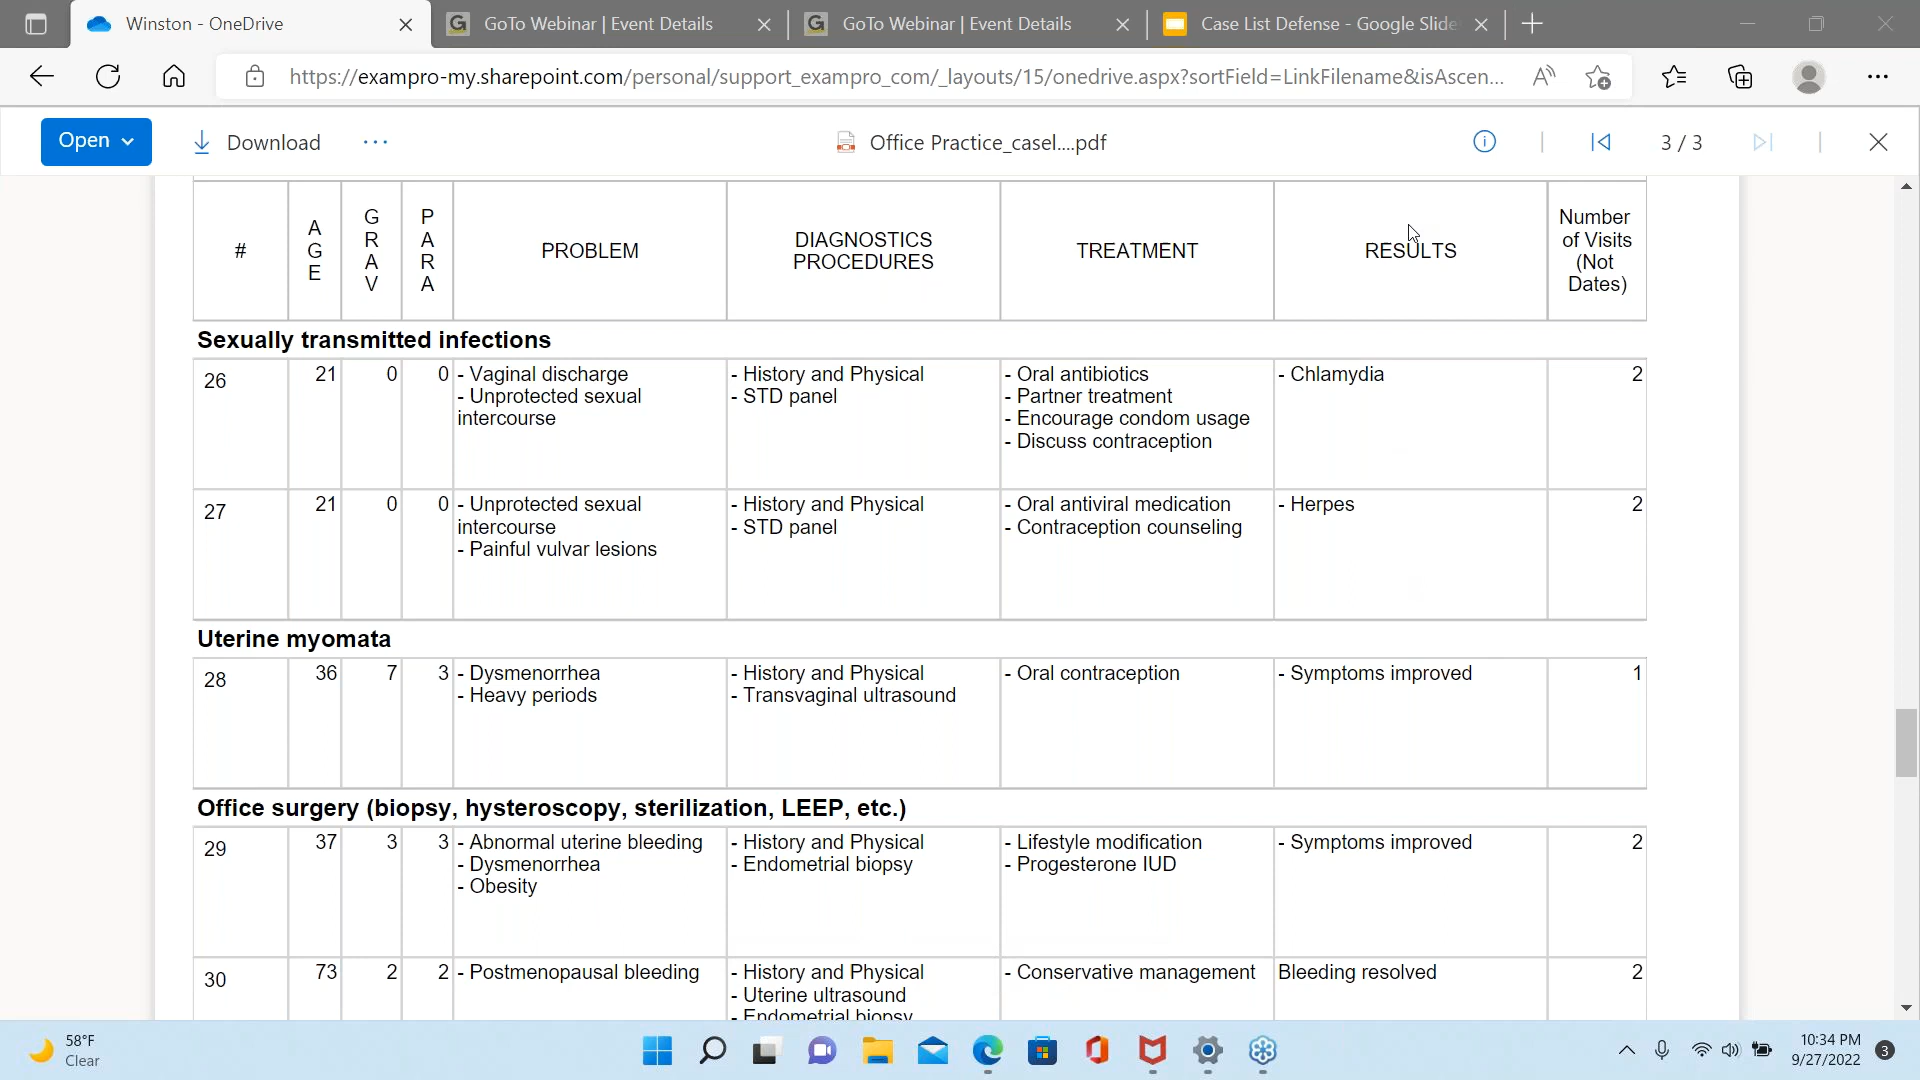 Winston - OneDrive
GoTo Webinar | Event Details
GoTo Webinar | Event Details
Case List Defense - Google Slide
https://exampro-my.sharepoint.com/personal/support_exampro_com/_layouts/15/onedrive.aspx?sortField=LinkFilename&isAscen...
Open
Download
Office Practice_casel....pdf
3 / 3
#
AGE
GRAV
PARA
PROBLEM
DIAGNOSTICS
PROCEDURES
TREATMENT
RESULTS
Number
of Visits
(Not
Dates)
Sexually transmitted infections
26 21 0 0 - Vaginal discharge - History and Physical - Oral antibiotics - Chlamydia 2
- Unprotected sexual - STD panel - Partner treatment
intercourse - Encourage condom usage
- Discuss contraception
27 21 0 0 - Unprotected sexual - History and Physical - Oral antiviral medication - Herpes 2
intercourse - STD panel - Contraception counseling
- Painful vulvar lesions
Uterine myomata
28 36 7 3 - Dysmenorrhea - History and Physical - Oral contraception - Symptoms improved 1
- Heavy periods - Transvaginal ultrasound
Office surgery (biopsy, hysteroscopy, sterilization, LEEP, etc.)
29 37 3 3 - Abnormal uterine bleeding - History and Physical - Lifestyle modification - Symptoms improved 2
- Dysmenorrhea - Endometrial biopsy - Progesterone IUD
- Obesity
30 73 2 2 - Postmenopausal bleeding - History and Physical - Conservative management Bleeding resolved 2
- Uterine ultrasound
- Endometrial biopsy
58°F
Clear
10:34 PM
9/27/2022
3